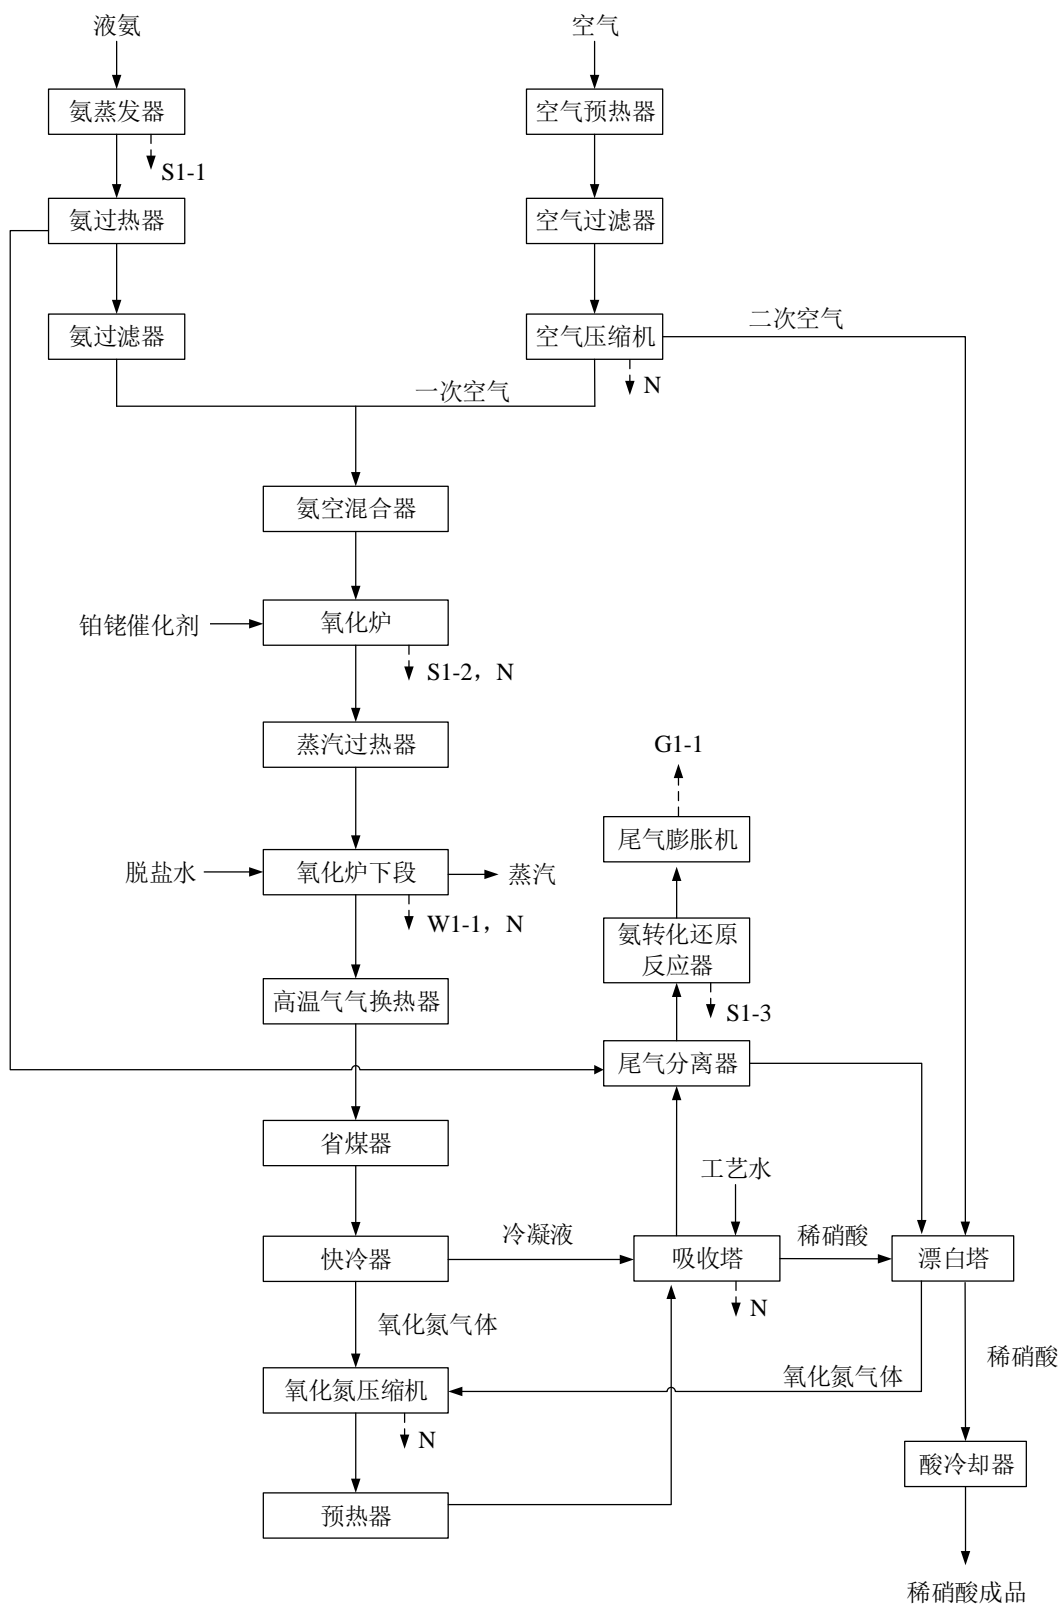 液氨
空气
氨蒸发器
空气预热器
S1-1
氨过热器
空气过滤器
氨过滤器
空气压缩机
二次空气
N
一次空气
氨空混合器
铂铑催化剂
氧化炉
S1-2，N
蒸汽过热器
G1-1
尾气膨胀机
脱盐水
氧化炉下段
蒸汽
W1-1，N
氨转化还原
反应器
高温气气换热器
S1-3
尾气分离器
省煤器
工艺水
快冷器
冷凝液
吸收塔
稀硝酸
漂白塔
N
氧化氮气体
稀硝酸
氧化氮气体
氧化氮压缩机
N
酸冷却器
预热器
稀硝酸成品